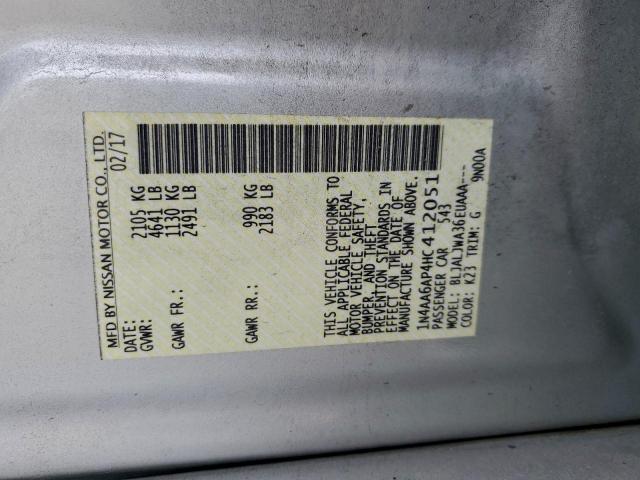 MFD BY NISSAN MOTOR CO., LTD.
DATE: 02/17
GVWR: 2105 KG
4641 LB
GAWR FR: 1130 KG
2491 LB
GAWR RR: 990 KG
2183 LB
THIS VEHICLE CONFORMS TO
ALL APPLICABLE FEDERAL
MOTOR VEHICLE SAFETY,
BUMPER, AND THEFT
PREVENTION STANDARDS IN
EFFECT ON THE DATE OF
MANUFACTURE SHOWN ABOVE.
1N4AA6AP4HC412051
PASSENGER CAR 543
MODEL: BLJALJWA36EUAAA---
COLOR: K23 TRIM: G 9N00A